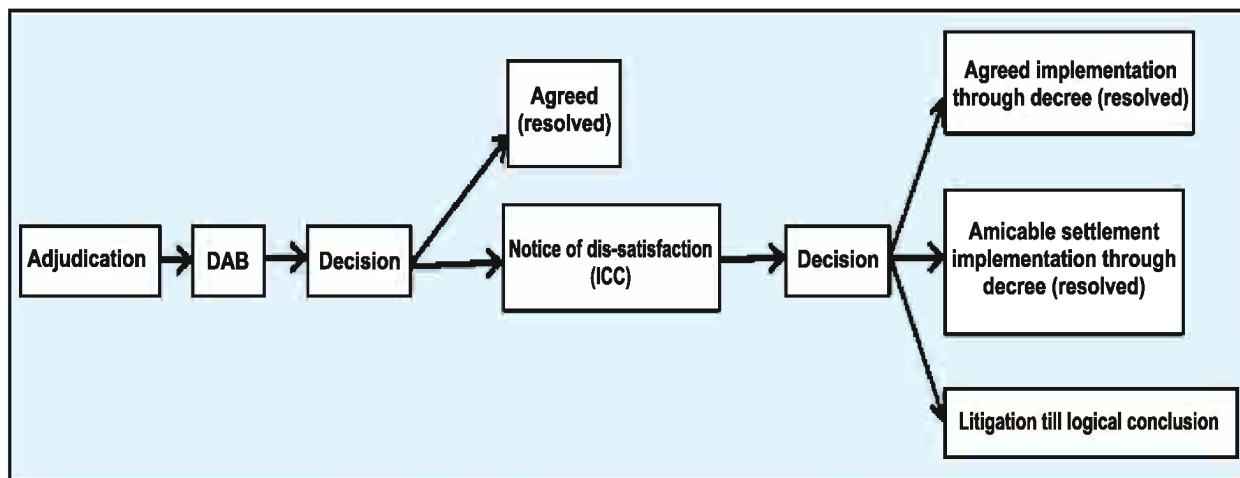 Adjudication
DAB
Decision
Agreed
(resolved)
Notice of dis-satisfaction
(ICC)
Decision
Agreed implementation
through decree (resolved)
Amicable settlement
implementation through
decree (resolved)
Litigation till logical conclusion